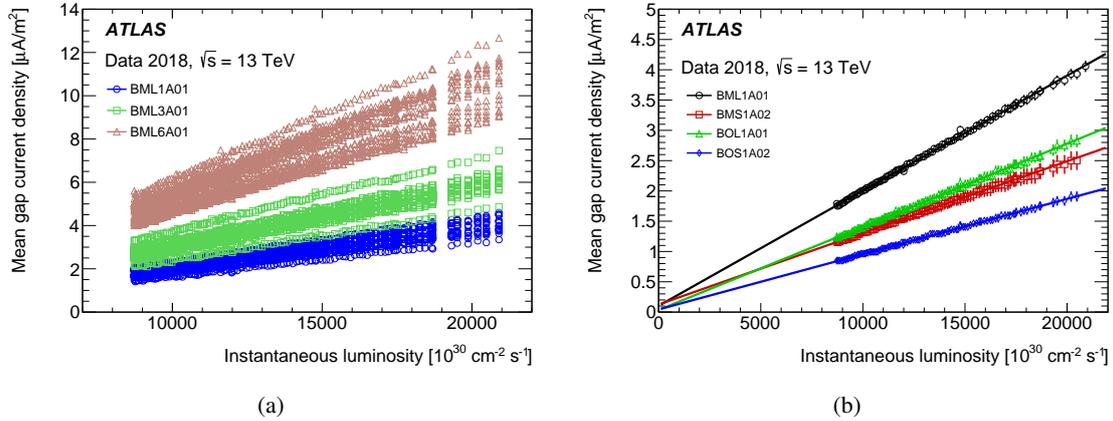 ATLAS
Data 2018, √s = 13 TeV
BML1A01
BML3A01
BML6A01
Mean gap current density [μA/m²]
14
12
10
8
6
4
2
0
10000 15000 20000
Instantaneous luminosity [10³⁰ cm⁻² s⁻¹]
(a)
ATLAS
Data 2018, √s = 13 TeV
BML1A01
BMS1A02
BOL1A01
BOS1A02
Mean gap current density [μA/m²]
5
4.5
4
3.5
3
2.5
2
1.5
1
0.5
0
0 5000 10000 15000 20000
Instantaneous luminosity [10³⁰ cm⁻² s⁻¹]
(b)